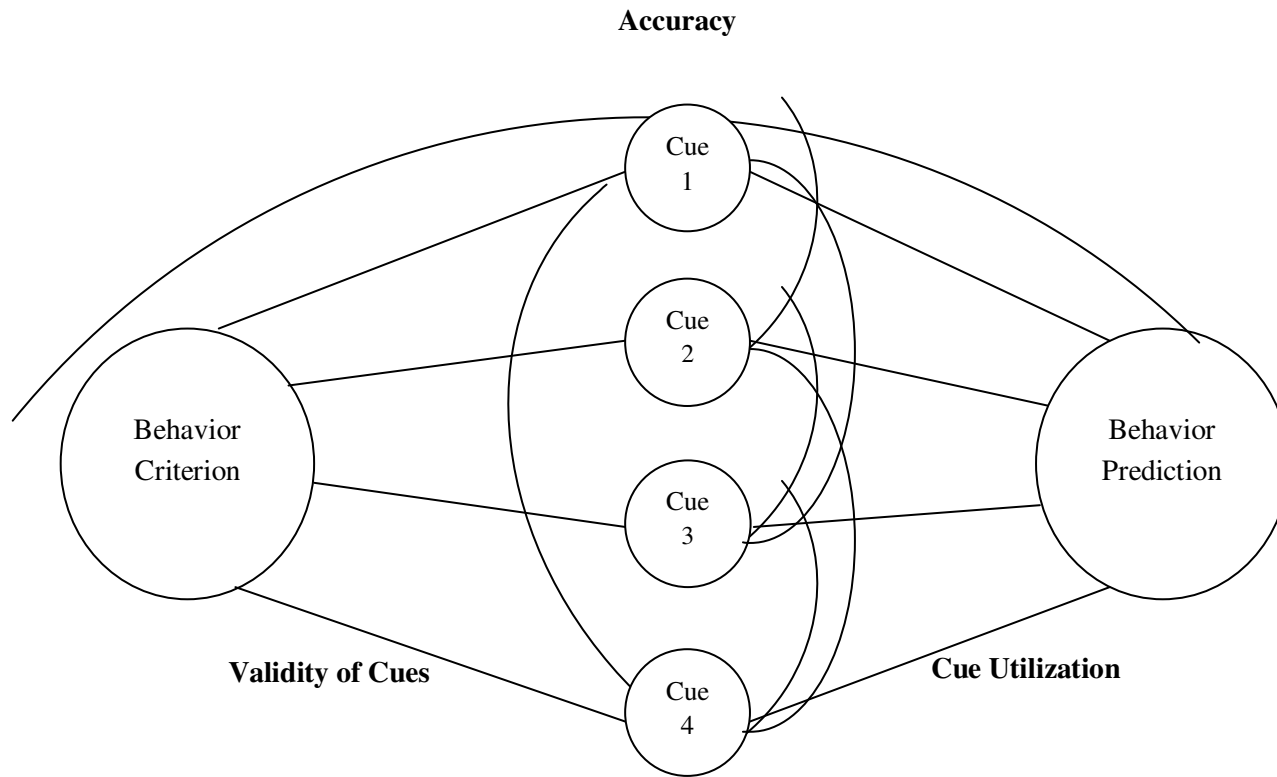 Accuracy
Cue
1
Cue
2
Behavior
Criterion
Behavior
Prediction
Cue
3
Validity of Cues
Cue Utilization
Cue
4